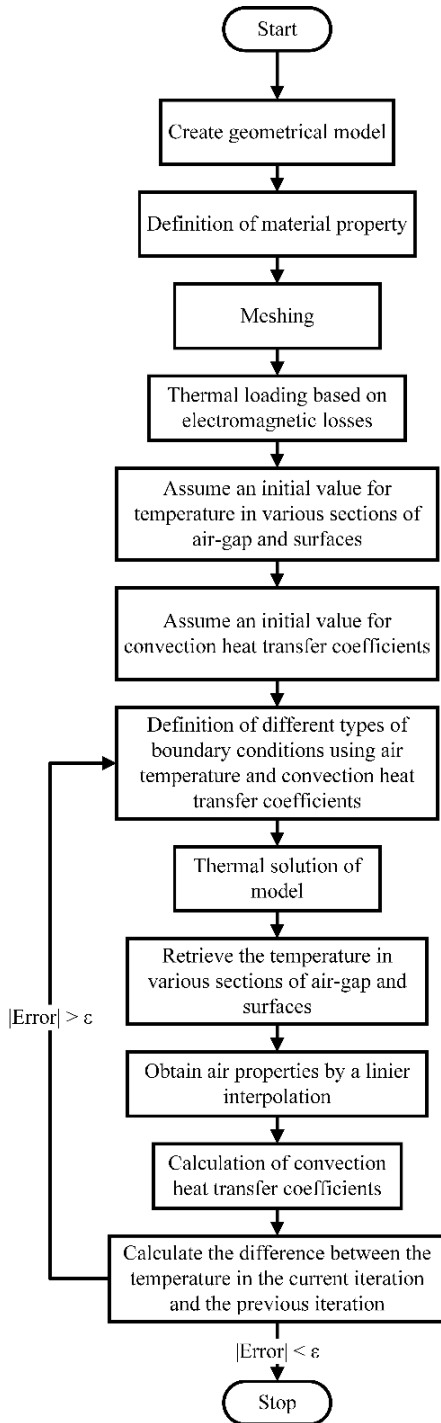 Start
Create geometrical model
Definition of material property
Meshing
Thermal loading based on
electromagnetic losses
Assume an initial value for
temperature in various sections of
air-gap and surfaces
Assume an initial value for
convection heat transfer coefficients
Definition of different types of
boundary conditions using air
temperature and convection heat
transfer coefficients
Thermal solution of
model
Retrieve the temperature in
various sections of air-gap and
surfaces
|Error| > ε
Obtain air properties by a linier
interpolation
Calculation of convection
heat transfer coefficients
Calculate the difference between the
temperature in the current iteration
and the previous iteration
|Error| < ε
Stop